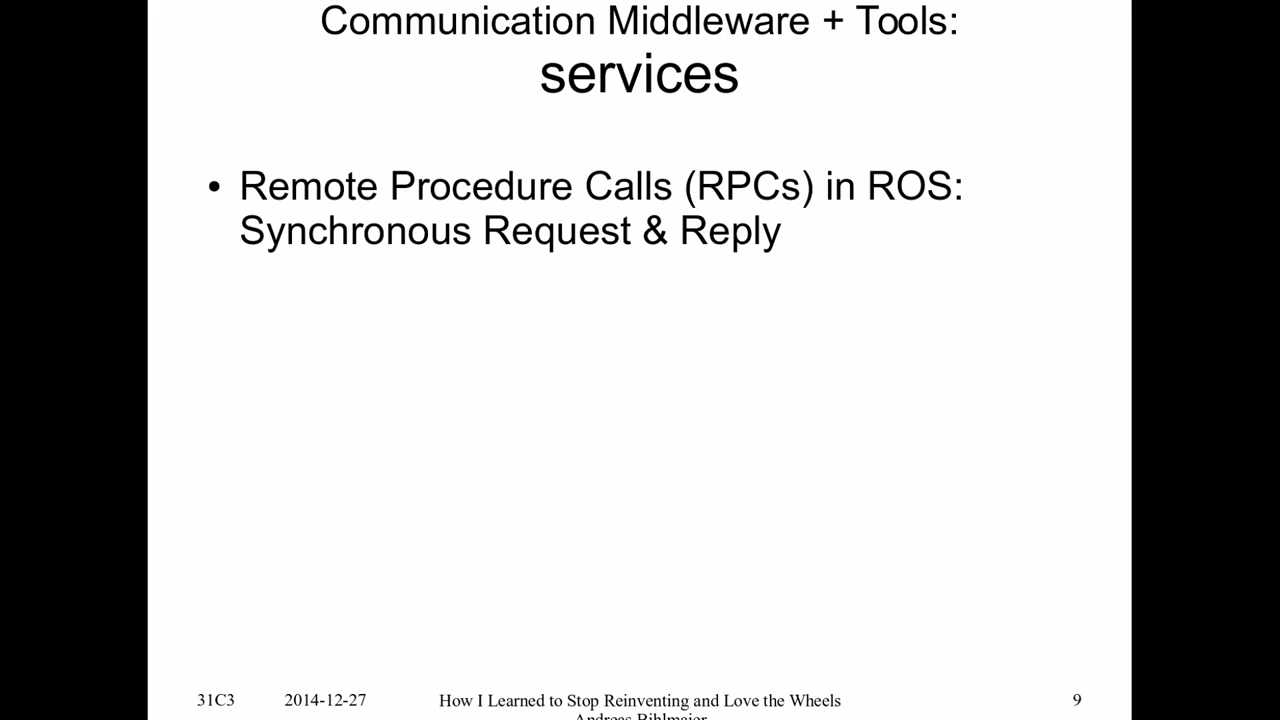 Communication Middleware + Tools:
services
• Remote Procedure Calls (RPCs) in ROS:
Synchronous Request & Reply
31C3 2014-12-27 How I Learned to Stop Reinventing and Love the Wheels 9
Andreas Bihlmaier